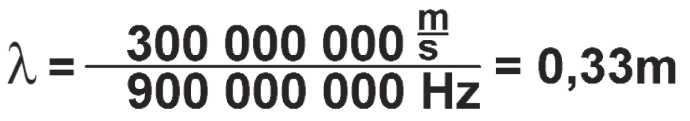 λ = 300 000 000 m/s / 900 000 000 Hz = 0,33m